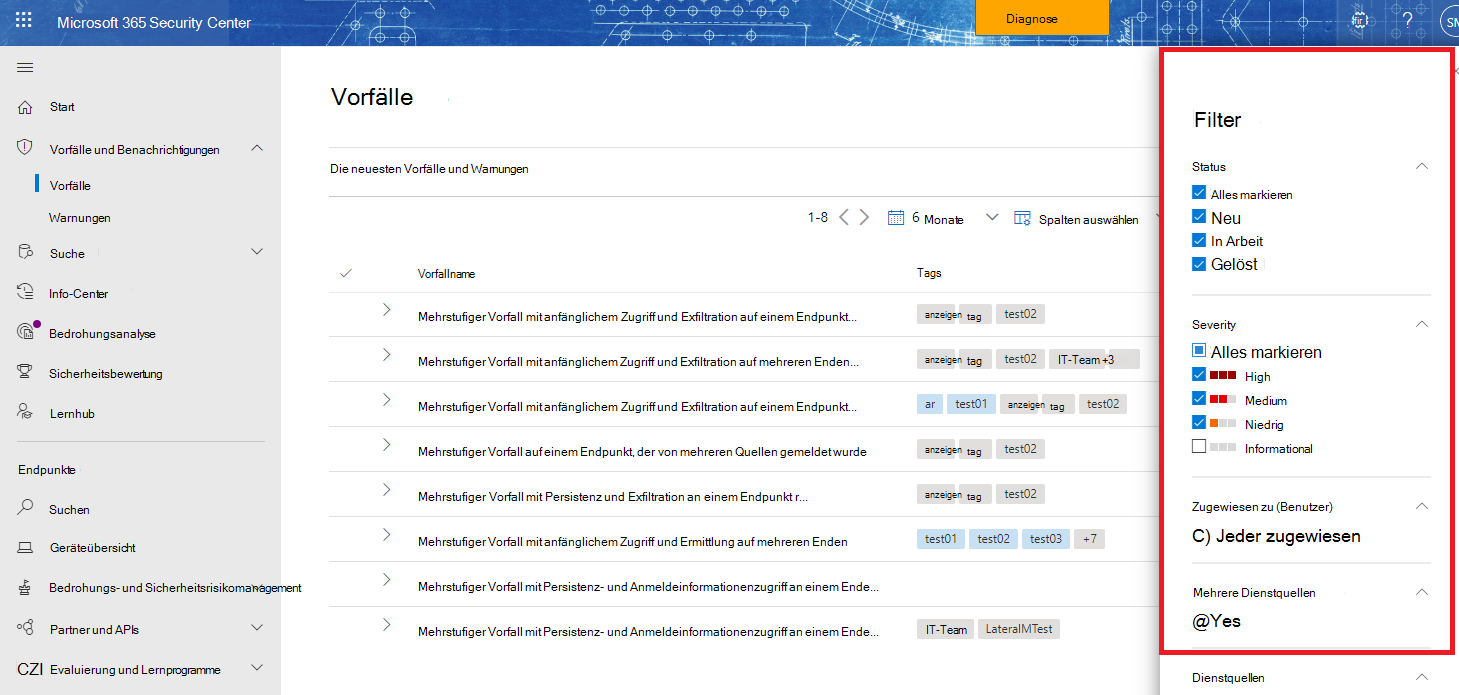 Microsoft 365 Security Center
Diagnose
?
SM
Start
Vorfälle und Benachrichtigungen
Vorfälle
Warnungen
Suche
Info-Center
Bedrohungsanalyse
Sicherheitsbewertung
Lernhub
Endpunkte
Suchen
Geräteübersicht
Bedrohungs- und Sicherheitsrisikomanagement
Partner und APIs
CZI Evaluierung und Lernprogramme
Vorfälle
Die neuesten Vorfälle und Warnungen
1-8 6 Monate Spalten auswählen
Vorfallname Tags
Mehrstufiger Vorfall mit anfänglichem Zugriff und Exfiltration auf einem Endpunkt... anzeigen tag test02
Mehrstufiger Vorfall mit anfänglichem Zugriff und Exfiltration auf mehreren Enden... anzeigen tag test02 IT-Team +3
Mehrstufiger Vorfall mit anfänglichem Zugriff und Exfiltration auf einem Endpunkt... ar test01 anzeigen tag test02
Mehrstufiger Vorfall auf einem Endpunkt, der von mehreren Quellen gemeldet wurde anzeigen tag test02
Mehrstufiger Vorfall mit Persistenz und Exfiltration an einem Endpunkt r... anzeigen tag test02
Mehrstufiger Vorfall mit anfänglichem Zugriff und Ermittlung auf mehreren Enden test01 test02 test03 +7
Mehrstufiger Vorfall mit Persistenz- und Anmeldeinformationenzugriff an einem Ende...
Mehrstufiger Vorfall mit Persistenz- und Anmeldeinformationenzugriff an einem Ende... IT-Team LateralMTest
Filter
Status
Alles markieren
Neu
In Arbeit
Gelöst
Severity
Alles markieren
High
Medium
Niedrig
Informational
Zugewiesen zu (Benutzer)
C) Jeder zugewiesen
Mehrere Dienstquellen
@Yes
Dienstquellen